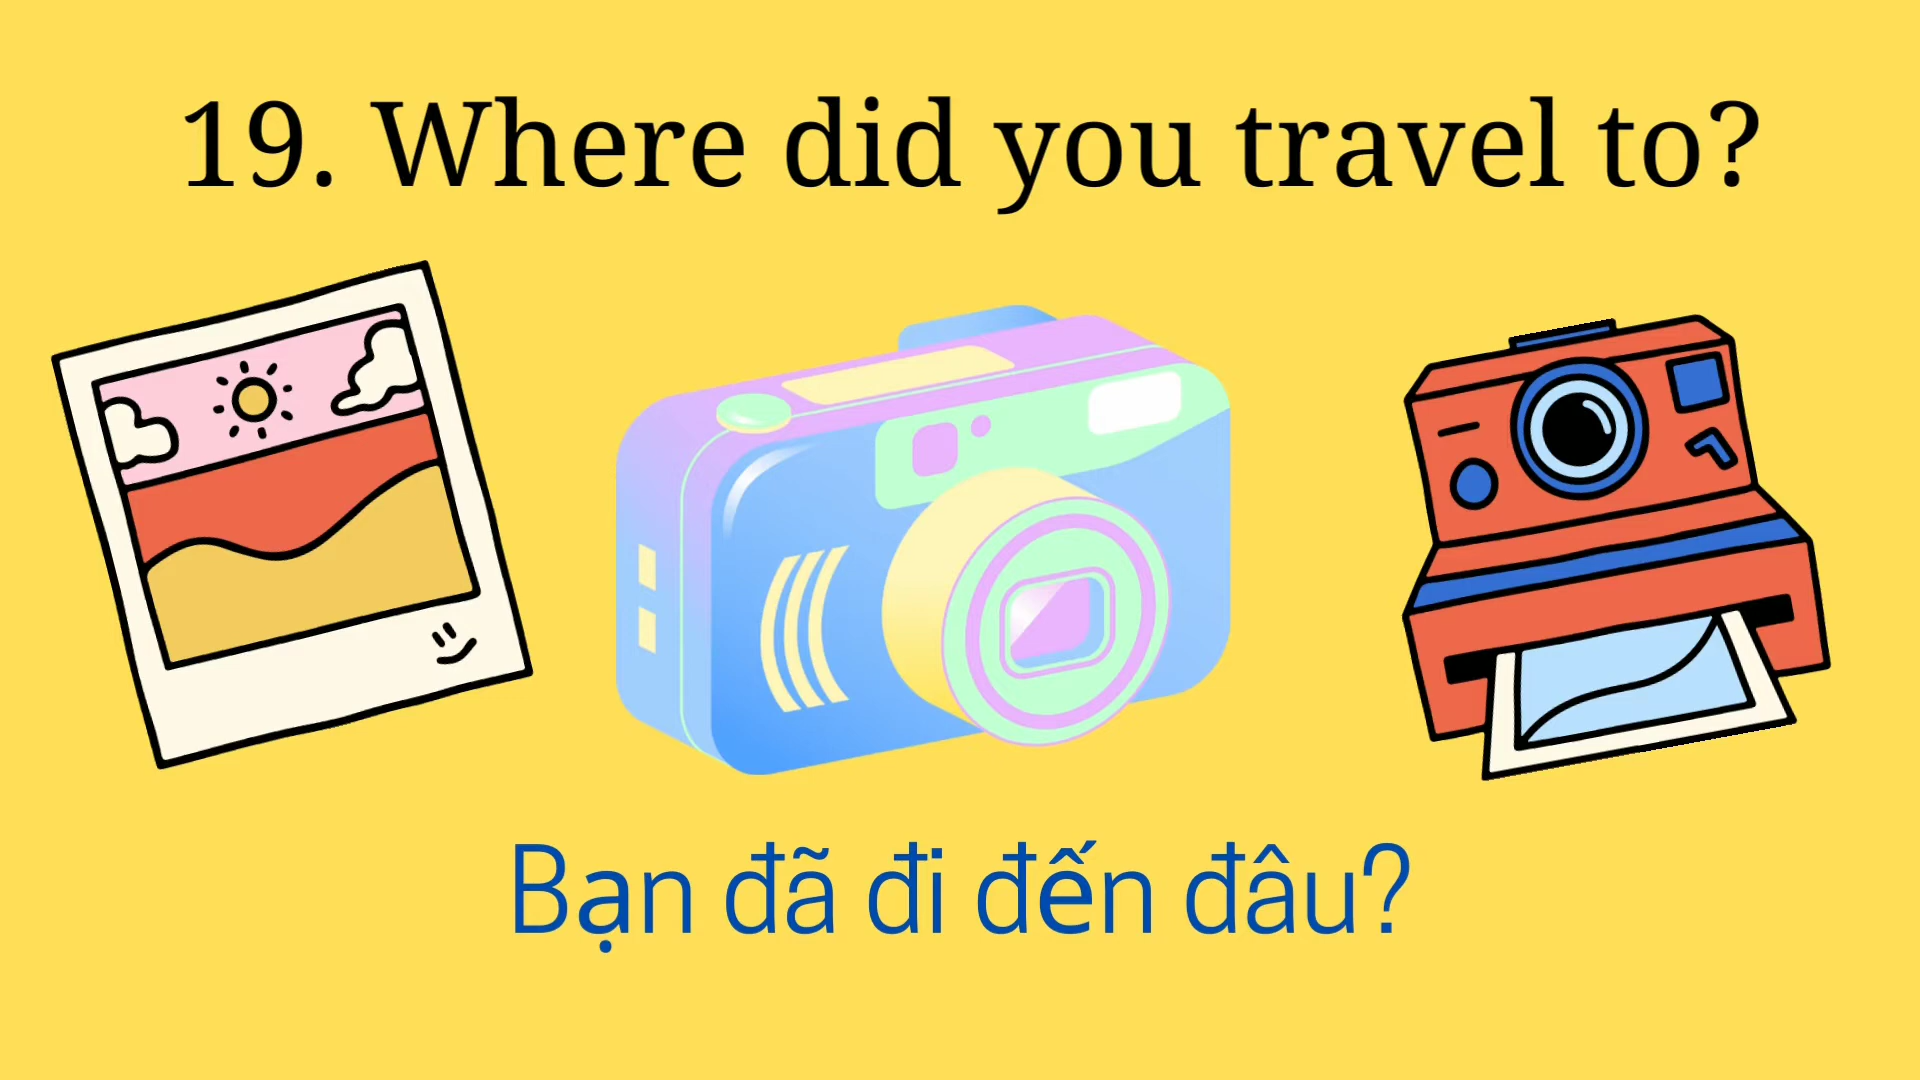 19. Where did you travel to?
Bạn đã đi đến đâu?